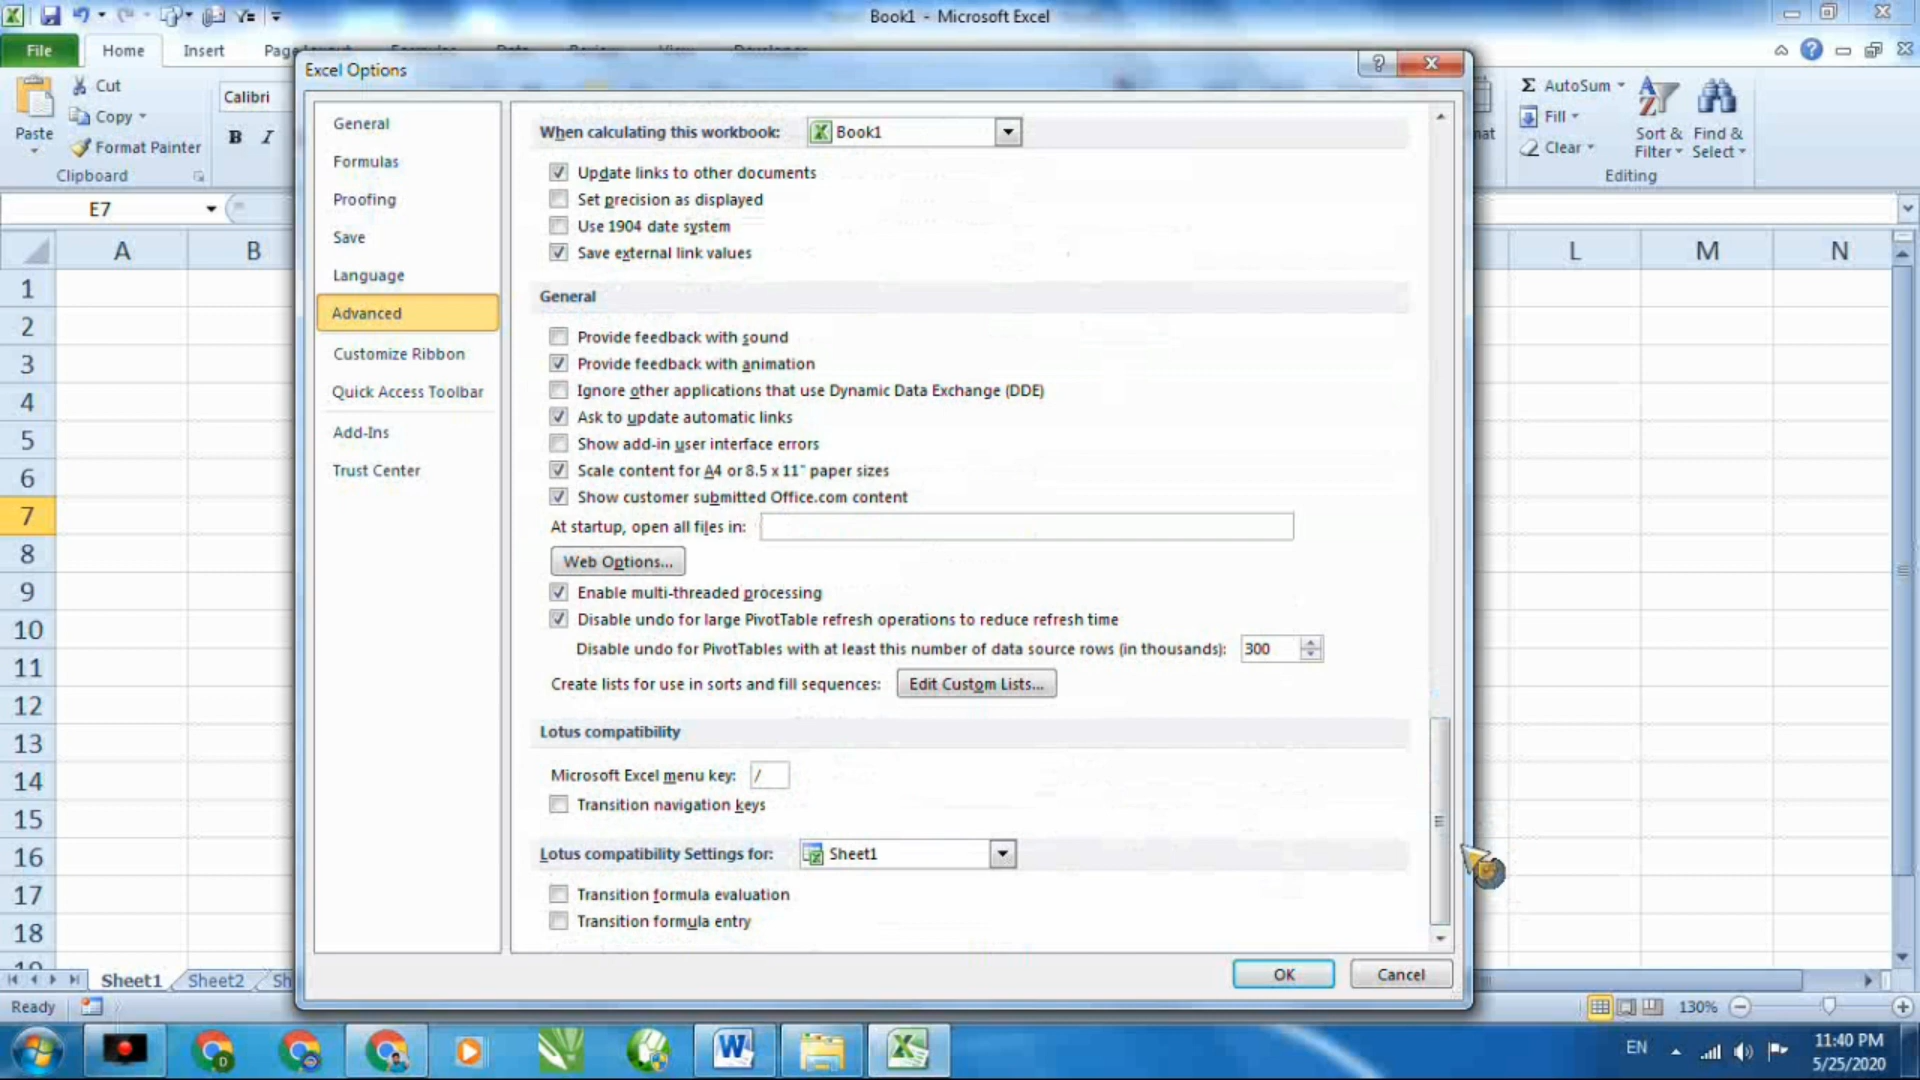 Book1 - Microsoft Excel
File Home Insert
Cut
Copy
Format Painter
Paste
Clipboard
Calibri
B I
AutoSum
Fill
Clear
Sort & Filter
Find & Select
Editing
E7
A B L M N
1
2
3
4
5
6
7
8
9
10
11
12
13
14
15
16
17
18
Excel Options
General
Formulas
Proofing
Save
Language
Advanced
Customize Ribbon
Quick Access Toolbar
Add-Ins
Trust Center
When calculating this workbook: Book1
Update links to other documents
Set precision as displayed
Use 1904 date system
Save external link values
General
Provide feedback with sound
Provide feedback with animation
Ignore other applications that use Dynamic Data Exchange (DDE)
Ask to update automatic links
Show add-in user interface errors
Scale content for A4 or 8.5 x 11" paper sizes
Show customer submitted Office.com content
At startup, open all files in:
Web Options...
Enable multi-threaded processing
Disable undo for large PivotTable refresh operations to reduce refresh time
Disable undo for PivotTables with at least this number of data source rows (in thousands): 300
Create lists for use in sorts and fill sequences: Edit Custom Lists...
Lotus compatibility
Microsoft Excel menu key: /
Transition navigation keys
Lotus compatibility Settings for: Sheet1
Transition formula evaluation
Transition formula entry
OK Cancel
Sheet1 Sheet2 Sh
Ready 130%
EN
11:40 PM
5/25/2020